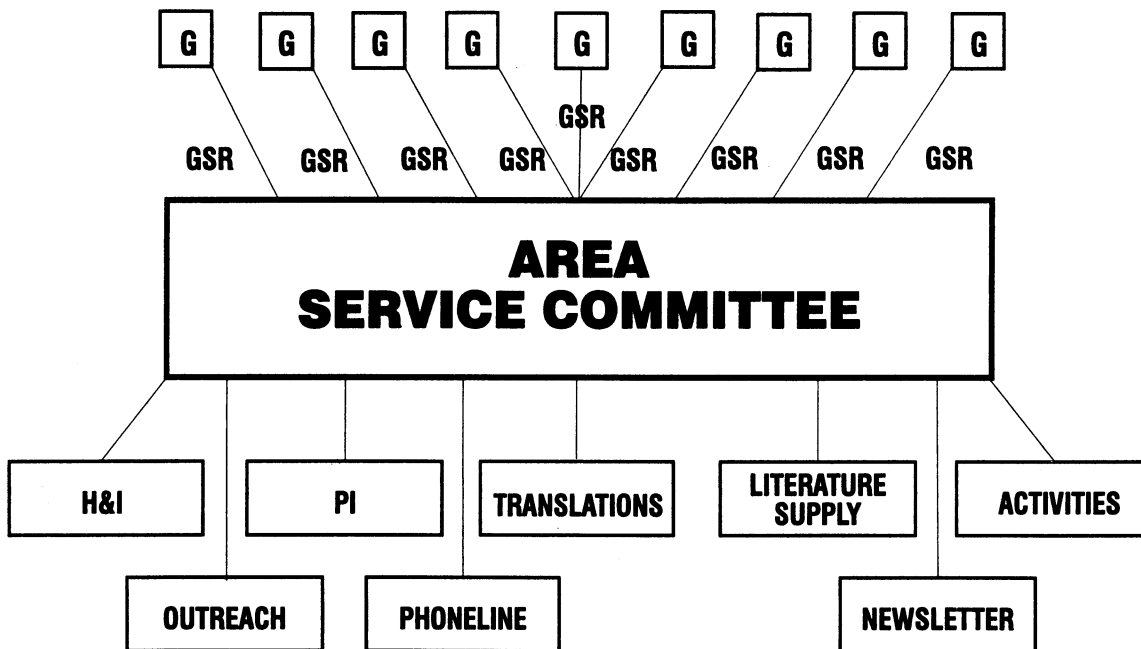 G G G G G G G G G
GSR
GSR GSR GSR GSR GSR GSR GSR GSR
AREA
SERVICE COMMITTEE
H&I PI TRANSLATIONS LITERATURE SUPPLY ACTIVITIES
OUTREACH PHONELINE NEWSLETTER